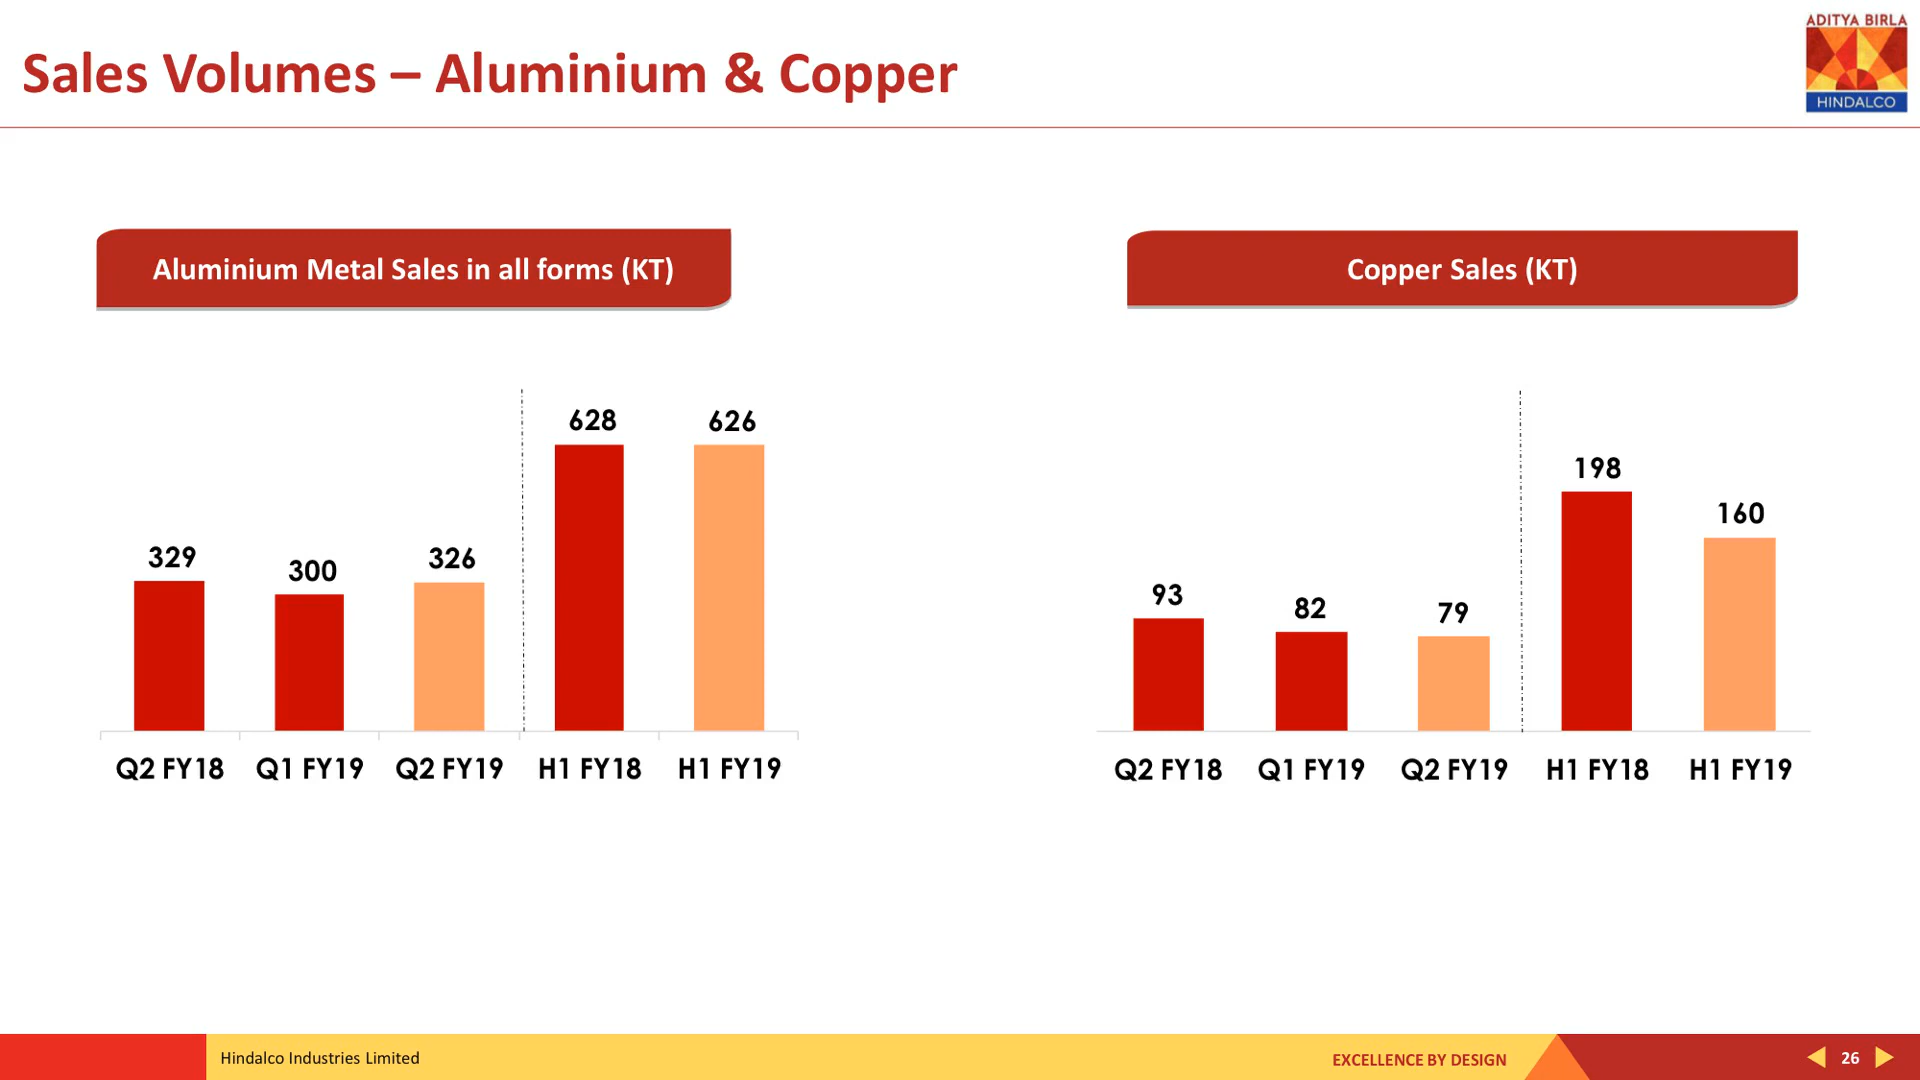 Sales Volumes – Aluminium & Copper
ADITYA BIRLA
HINDALCO
Aluminium Metal Sales in all forms (KT)
329
300
326
628
626
Q2 FY18
Q1 FY19
Q2 FY19
H1 FY18
H1 FY19
Copper Sales (KT)
93
82
79
198
160
Q2 FY18
Q1 FY19
Q2 FY19
H1 FY18
H1 FY19
Hindalco Industries Limited
EXCELLENCE BY DESIGN
26